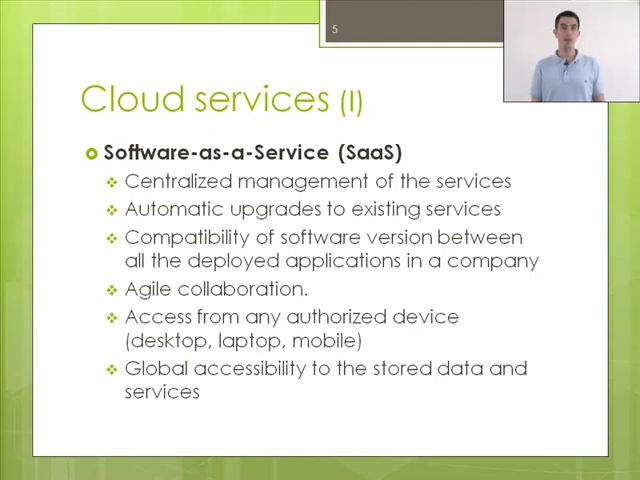 5
Cloud services (I)
Software-as-a-Service (SaaS)
Centralized management of the services
Automatic upgrades to existing services
Compatibility of software version between
all the deployed applications in a company
Agile collaboration.
Access from any authorized device
(desktop, laptop, mobile)
Global accessibility to the stored data and
services